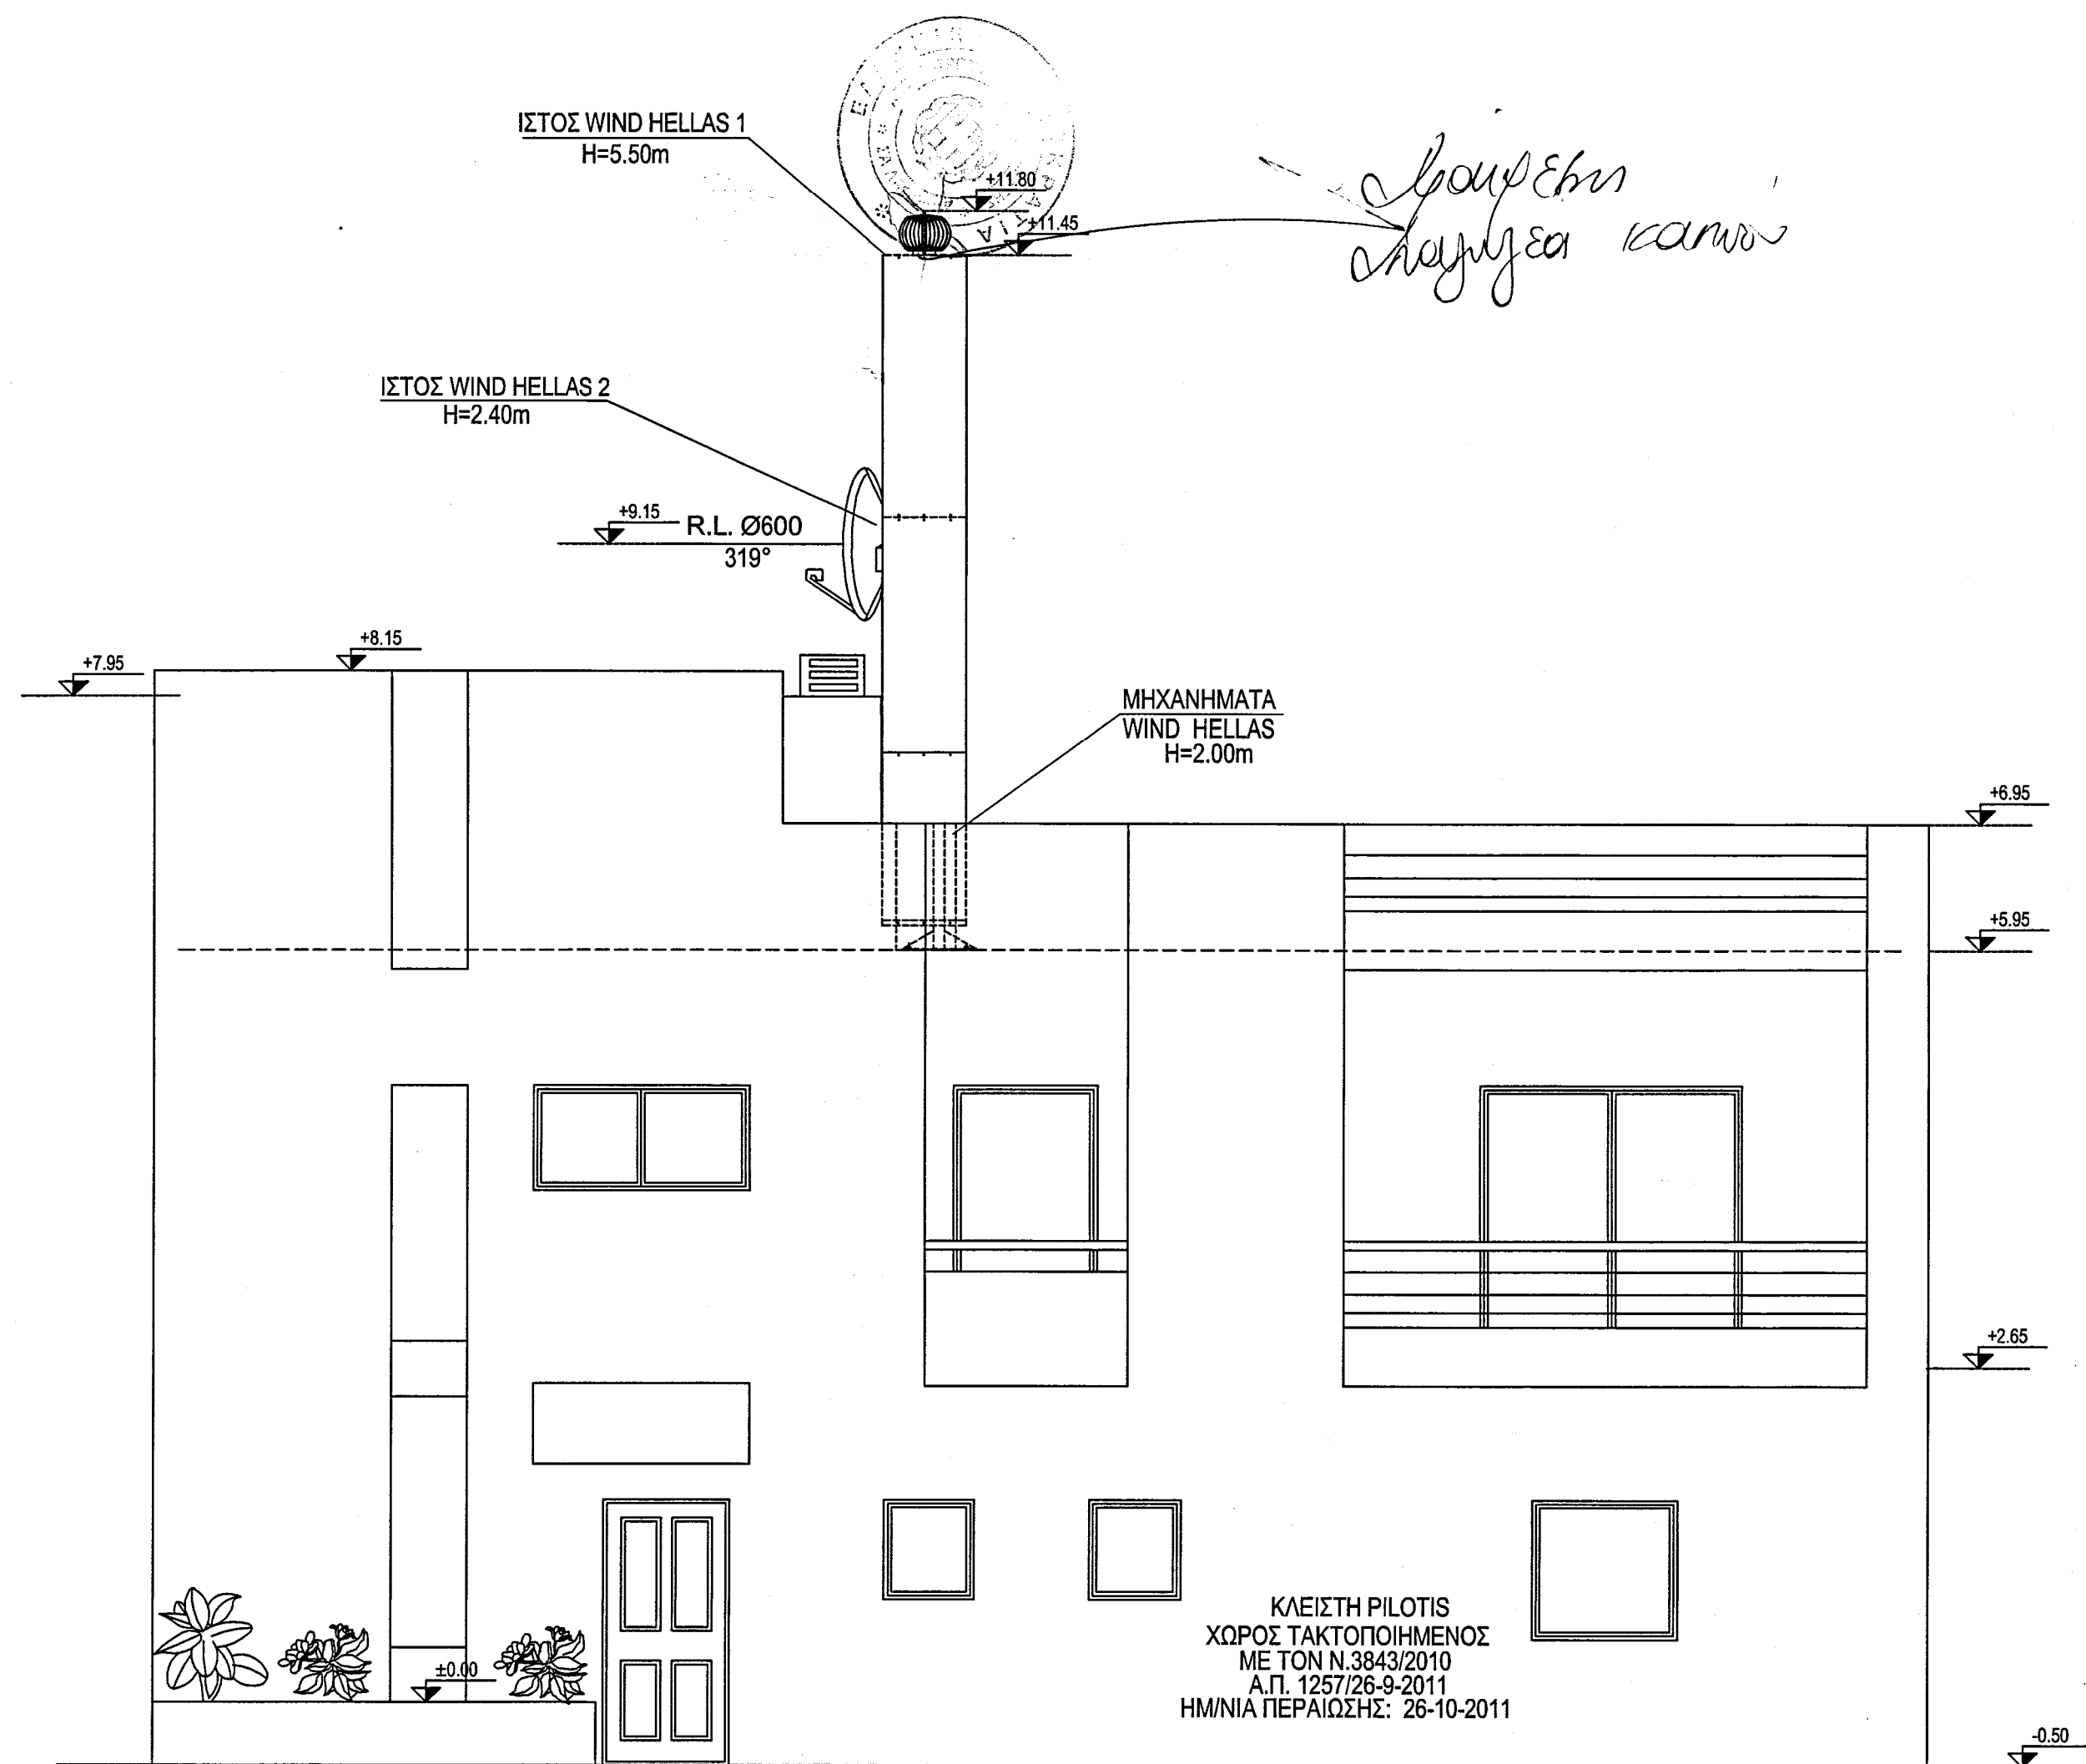 ΙΣΤΟΣ WIND HELLAS 1
H=5.50m
+11.80
+11.45
καπνού
ΙΣΤΟΣ WIND HELLAS 2
H=2.40m
+9.15
R.L. Ø600
319°
+8.15
+7.95
ΜΗΧΑΝΗΜΑΤΑ
WIND HELLAS
H=2.00m
+6.95
+5.95
+2.65
ΚΛΕΙΣΤΗ PILOTIS
ΧΩΡΟΣ ΤΑΚΤΟΠΟΙΗΜΕΝΟΣ
ΜΕ ΤΟΝ Ν.3843/2010
Α.Π. 1257/26-9-2011
ΗΜ/ΝΙΑ ΠΕΡΑΙΩΣΗΣ: 26-10-2011
±0.00
-0.50